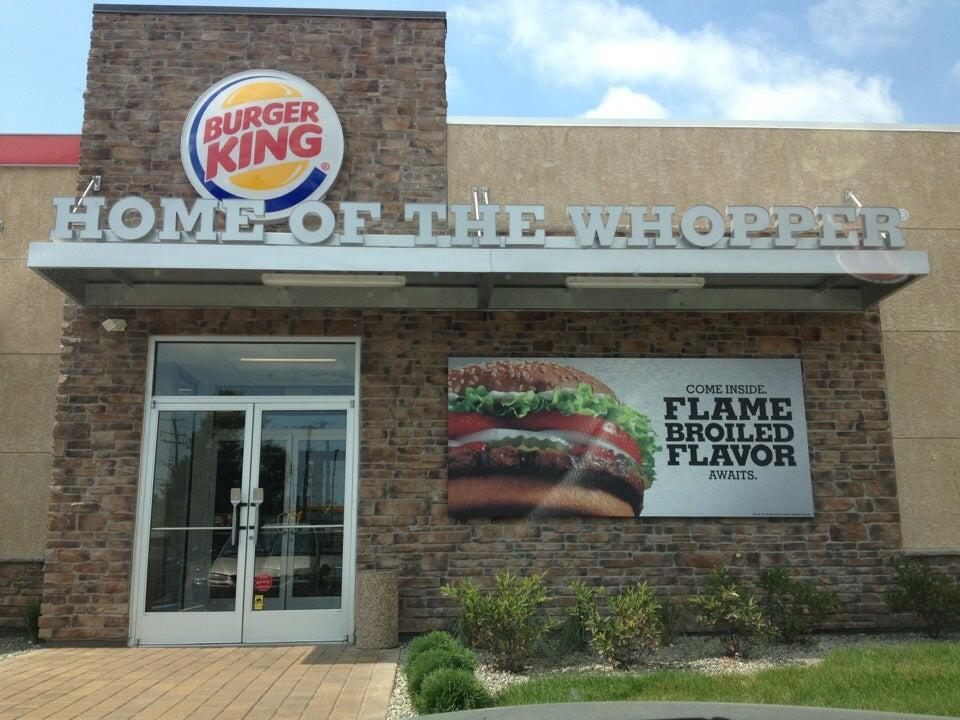 BURGER
KING®
HOME OF THE WHOPPER®
COME INSIDE.
FLAME
BROILED
FLAVOR
AWAITS.